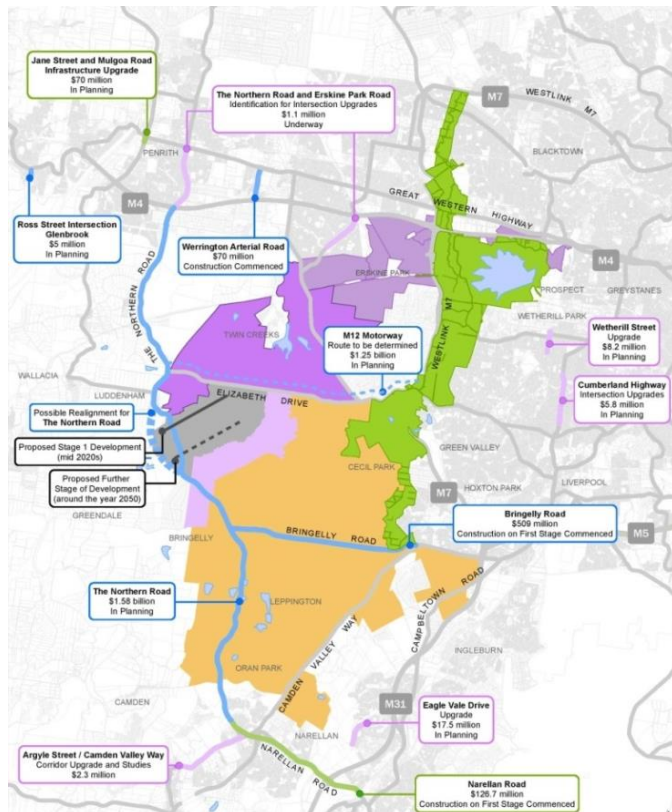 Jane Street and Mulgoa Road
Infrastructure Upgrade
$70 million
In Planning
The Northern Road and Erskine Park Road
Identification for Intersection Upgrades
$1.1 million
Underway
M7
WESTLINK M7
BLACKTOWN
PENRITH
M4
GREAT WESTERN HIGHWAY
Ross Street Intersection
Glenbrook
$5 million
In Planning
Werrington Arterial Road
$70 million
Construction Commenced
M4
ERSKINE PARK
PROSPECT
GREYSTANES
THE NORTHERN ROAD
WETHERILL PARK
TWIN CREEKS
M12 Motorway
Route to be determined
$1.25 billion
In Planning
WESTLINK M7
Wetherill Street
Upgrade
$8.2 million
In Planning
WALLACIA
LUDDENHAM
ELIZABETH DRIVE
Cumberland Highway
Intersection Upgrades
$5.8 million
In Planning
Possible Realignment for
The Northern Road
Proposed Stage 1 Development
(mid 2020s)
Proposed Further
Stage of Development
(around the year 2050)
CECIL PARK
GREEN VALLEY
M7
HOXTON PARK
LIVERPOOL
GREENDALE
BRINGELLY
BRINGELLY ROAD
Bringelly Road
$509 million
Construction on First Stage Commenced
M5
The Northern Road
$1.58 billion
In Planning
LEPPINGTON
CAMDEN VALLEY WAY
CAMPBELTOWN ROAD
INGLEBURN
ORAN PARK
CAMDEN
M31
NARELLAN
Eagle Vale Drive
Upgrade
$17.5 million
In Planning
Argyle Street / Camden Valley Way
Corridor Upgrade and Studies
$2.3 million
NARELLAN ROAD
Narellan Road
$126.7 million
Construction on First Stage Commenced